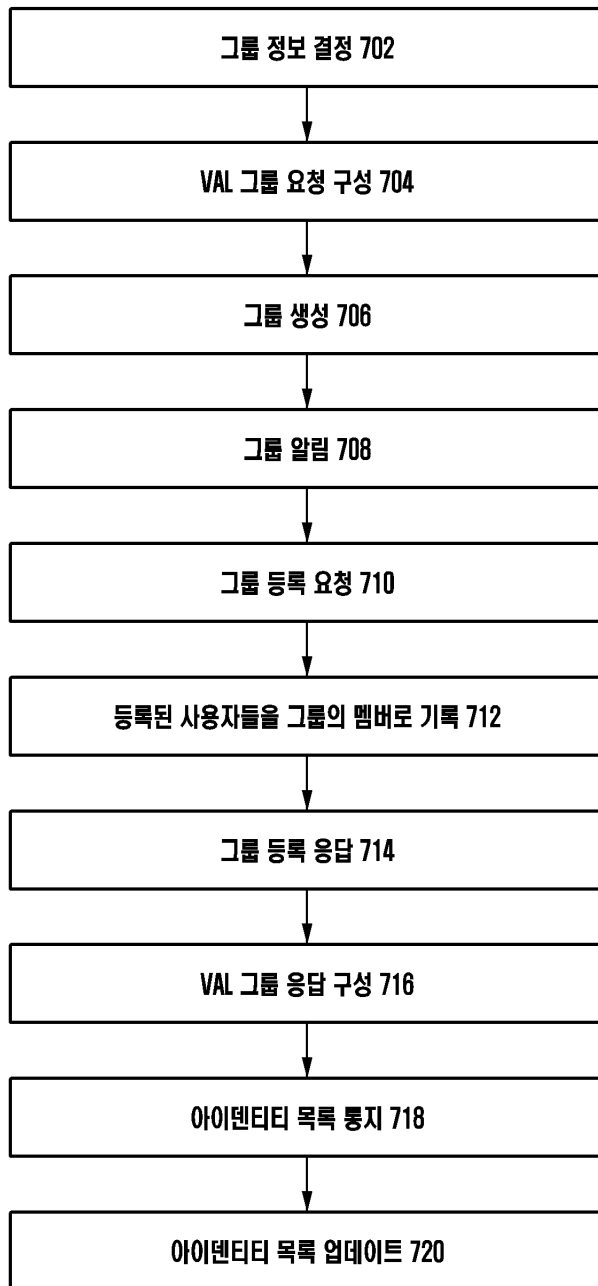 그룹 정보 결정 702
VAL 그룹 요청 구성 704
그룹 생성 706
그룹 알림 708
그룹 등록 요청 710
등록된 사용자들을 그룹의 멤버로 기록 712
그룹 등록 응답 714
VAL 그룹 응답 구성 716
아이덴티티 목록 통지 718
아이덴티티 목록 업데이트 720